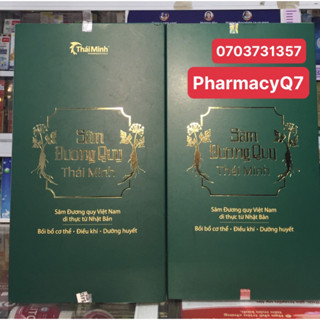 Thái Minh
0703731357
PharmacyQ7
Sâm
Đương Quy
Thái Minh
Sâm Đương quy Việt Nam
di thực từ Nhật Bản
Bồi bổ cơ thể • Điều khí • Dưỡng huyết
Sâm
Đương Quy
Thái Minh
Sâm Đương quy Việt Nam
di thực từ Nhật Bản
Bồi bổ cơ thể • Điều khí • Dưỡng huyết